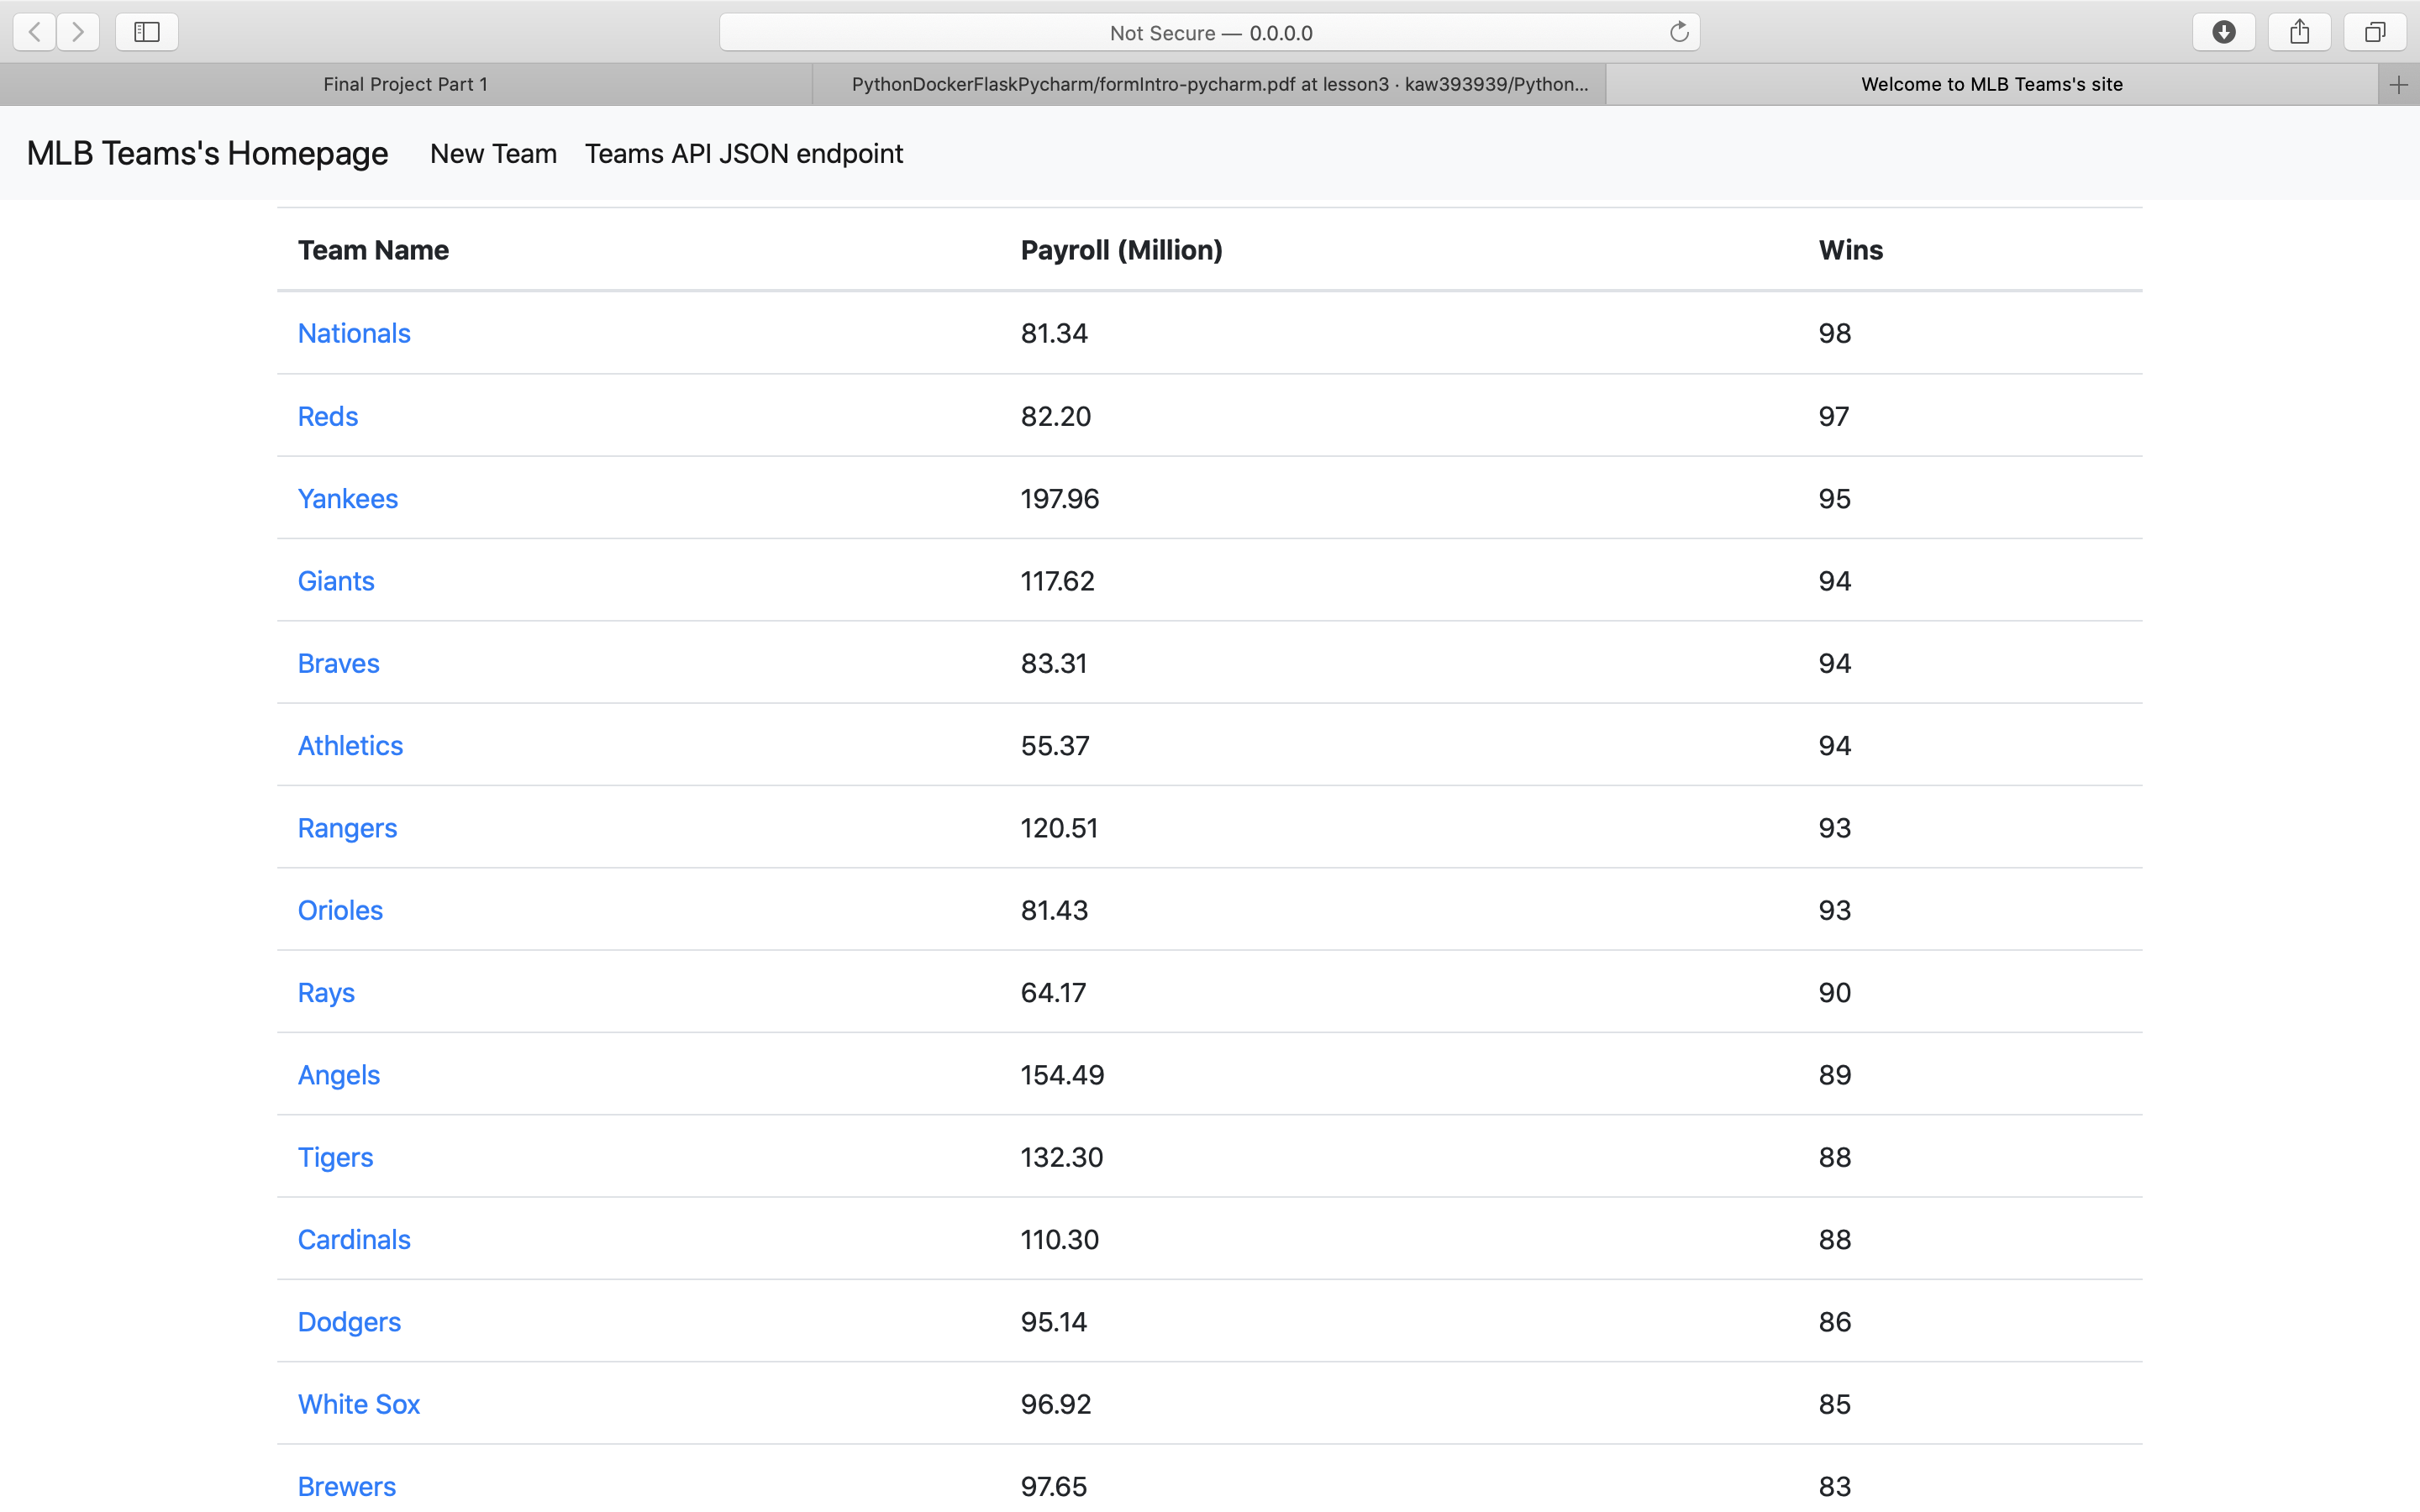 Not Secure — 0.0.0.0
Final Project Part 1
PythonDockerFlaskPycharm/formIntro-pycharm.pdf at lesson3 · kaw393939/Python...
Welcome to MLB Teams's site
MLB Teams's Homepage New Team Teams API JSON endpoint
Team Name Payroll (Million) Wins
Nationals 81.34 98
Reds 82.20 97
Yankees 197.96 95
Giants 117.62 94
Braves 83.31 94
Athletics 55.37 94
Rangers 120.51 93
Orioles 81.43 93
Rays 64.17 90
Angels 154.49 89
Tigers 132.30 88
Cardinals 110.30 88
Dodgers 95.14 86
White Sox 96.92 85
Brewers 97.65 83